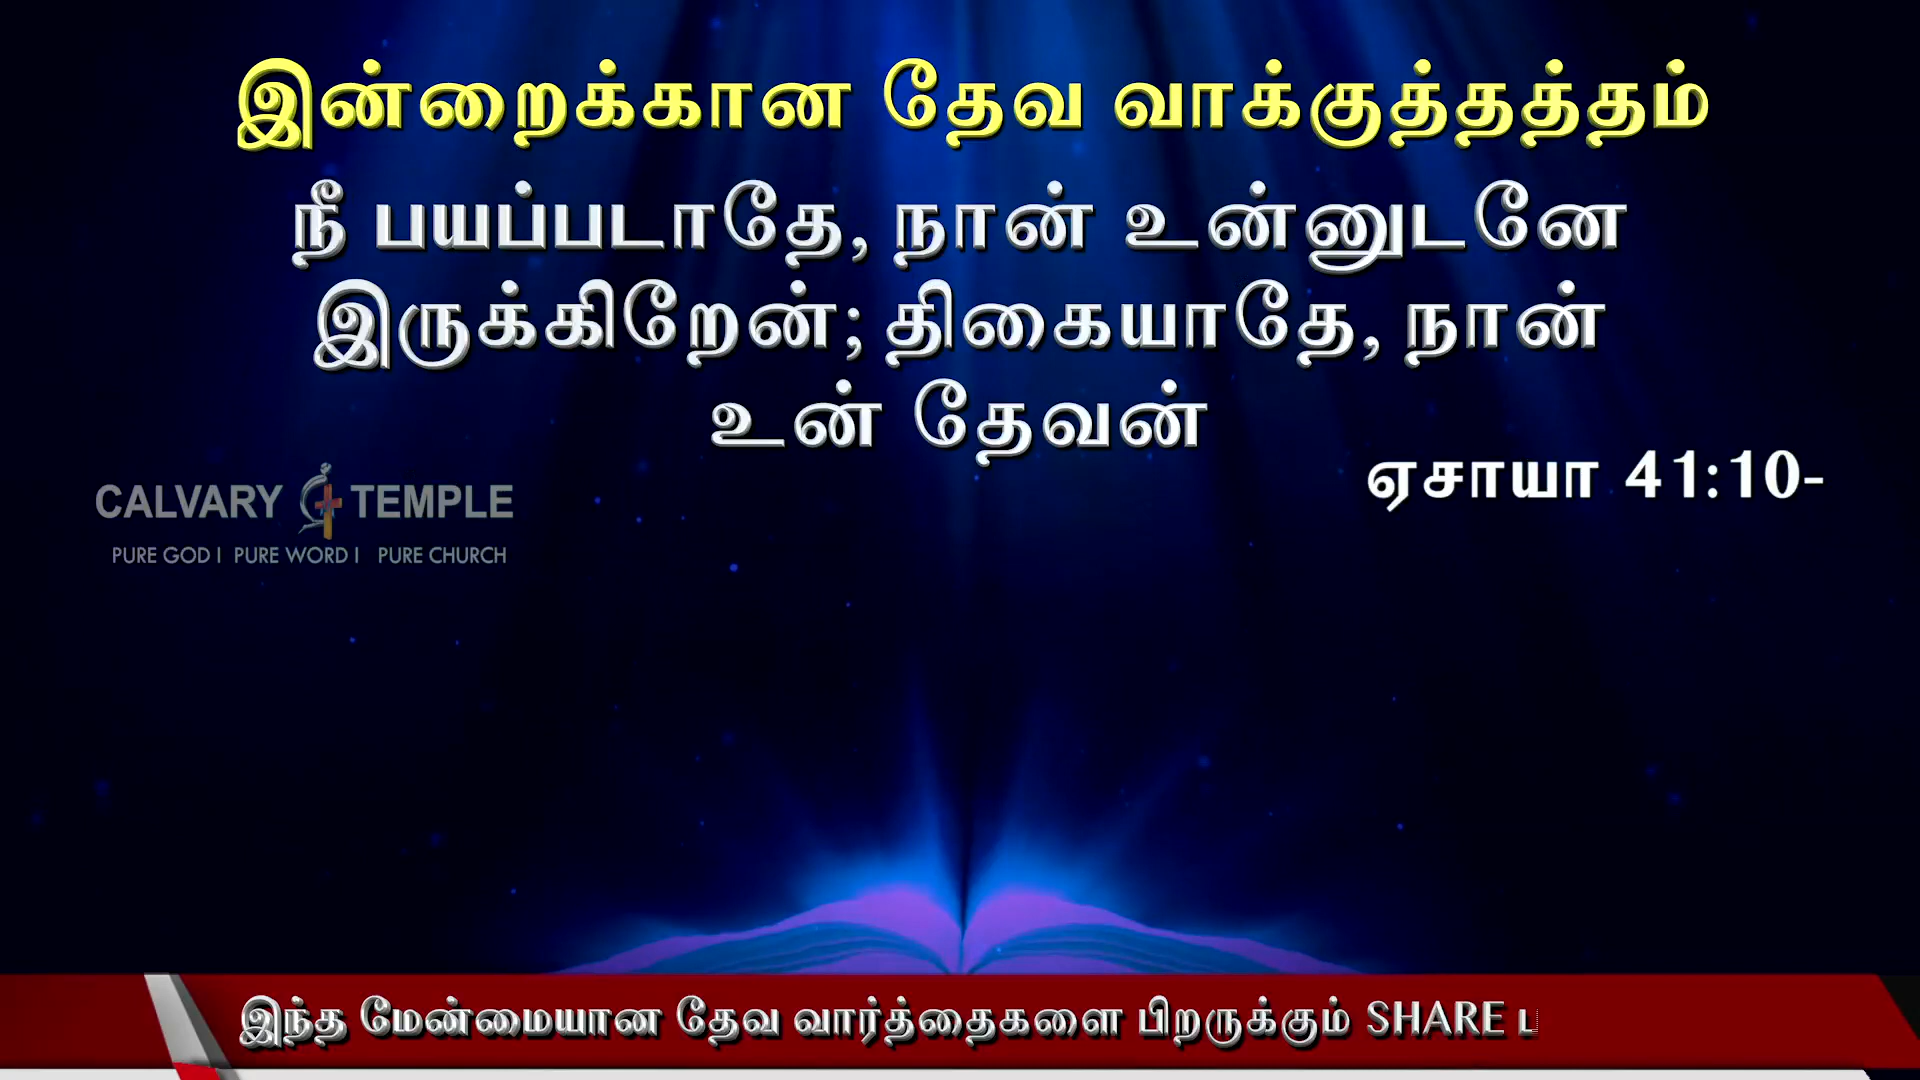 இன்றைக்கான தேவ வாக்குத்தத்தம்
நீ பயப்படாதே, நான் உன்னுடனே
இருக்கிறேன்; திகையாதே, நான்
உன் தேவன்
ஏசாயா 41:10-
CALVARY TEMPLE
PURE GOD I PURE WORD I PURE CHURCH
இந்த மேன்மையான தேவ வார்த்தைகளை பிறருக்கும் SHARE